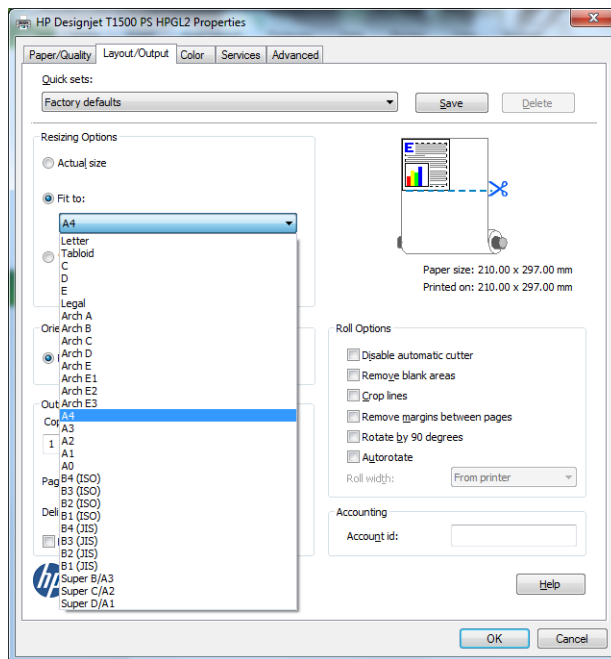 HP Designjet T1500 PS HPGL2 Properties
Paper/Quality Layout/Output Color Services Advanced
Quick sets:
Factory defaults
Save Delete
Resizing Options
Actual size
Fit to:
A4
Letter
Tabloid
C
D
E
Legal
Arch A
Arch B
Arch C
Arch D
Arch E
Arch E1
Arch E2
Arch E3
A4
A3
A2
A1
A0
B4 (ISO)
B3 (ISO)
B2 (ISO)
B1 (ISO)
B4 (JIS)
B3 (JIS)
B2 (JIS)
B1 (JIS)
Super B/A3
Super C/A2
Super D/A1
1
hp
E
Paper size: 210.00 x 297.00 mm
Printed on: 210.00 x 297.00 mm
Roll Options
Disable automatic cutter
Remove blank areas
Crop lines
Remove margins between pages
Rotate by 90 degrees
Autorotate
Roll width: From printer
Accounting
Account id:
Help
OK Cancel